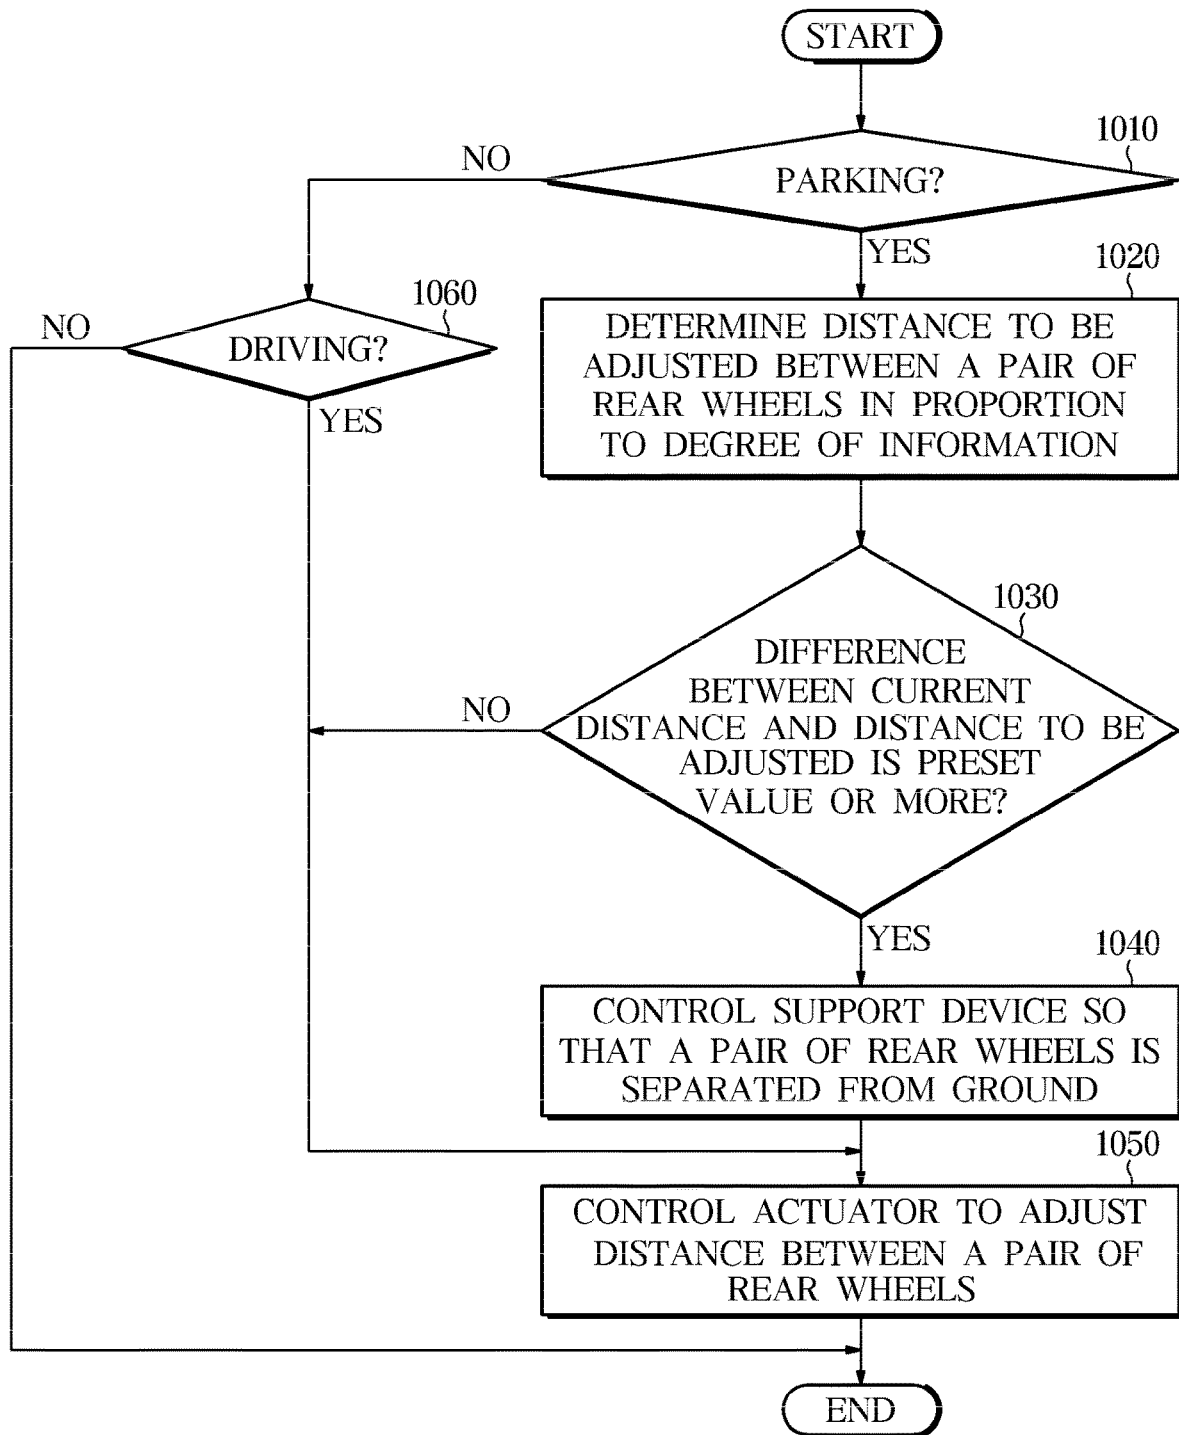 START
1010
NO
PARKING?
YES
1020
1060
NO
DRIVING?
YES
DETERMINE DISTANCE TO BE
ADJUSTED BETWEEN A PAIR OF
REAR WHEELS IN PROPORTION
TO DEGREE OF INFORMATION
1030
DIFFERENCE
BETWEEN CURRENT
DISTANCE AND DISTANCE TO BE
ADJUSTED IS PRESET
VALUE OR MORE?
NO
YES
1040
CONTROL SUPPORT DEVICE SO
THAT A PAIR OF REAR WHEELS IS
SEPARATED FROM GROUND
1050
CONTROL ACTUATOR TO ADJUST
DISTANCE BETWEEN A PAIR OF
REAR WHEELS
END